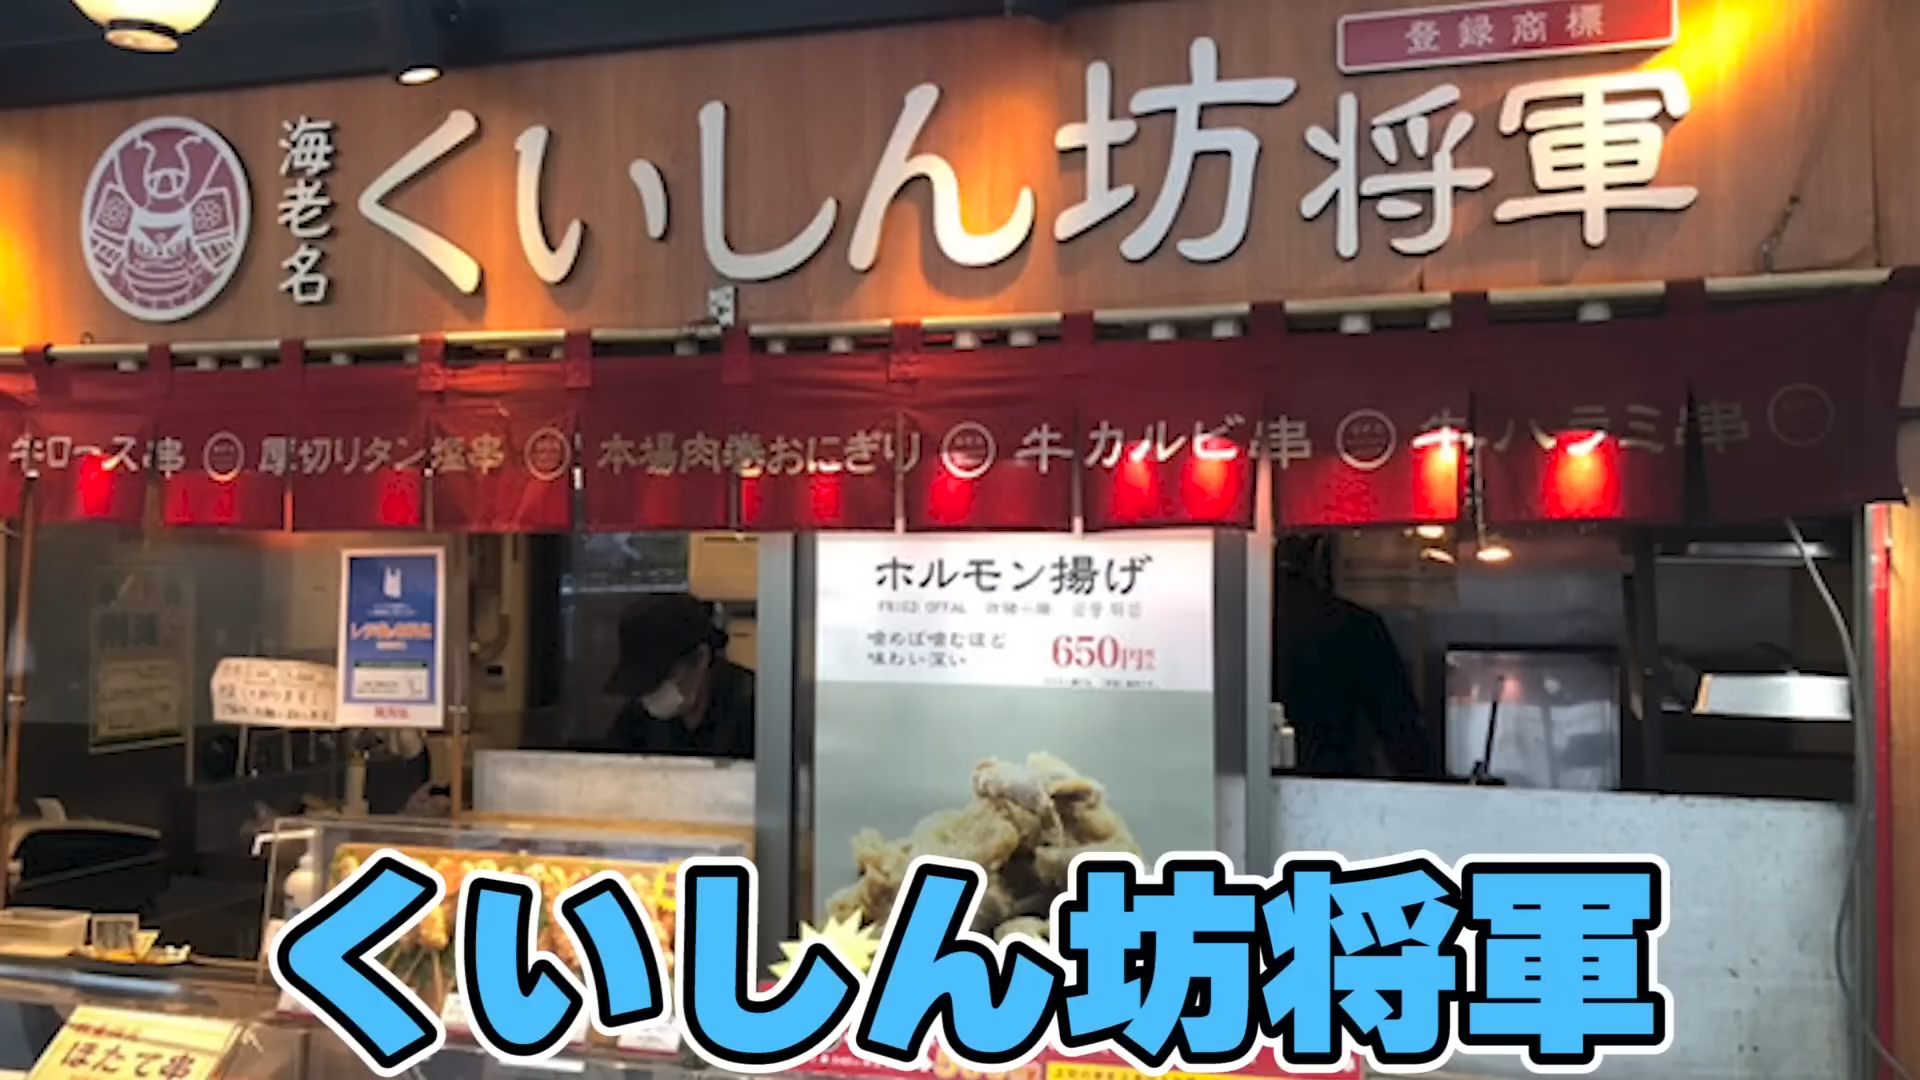 登録商標
海老名
くいしん坊将軍
牛ロース串 厚切りタン塩串 本場肉巻おにぎり 牛カルビ串 牛ハラミ串
ホルモン揚げ
FRIED OFFAL
噛めば噛むほど
味わい深い
650円
ほたて串
くいしん坊将軍